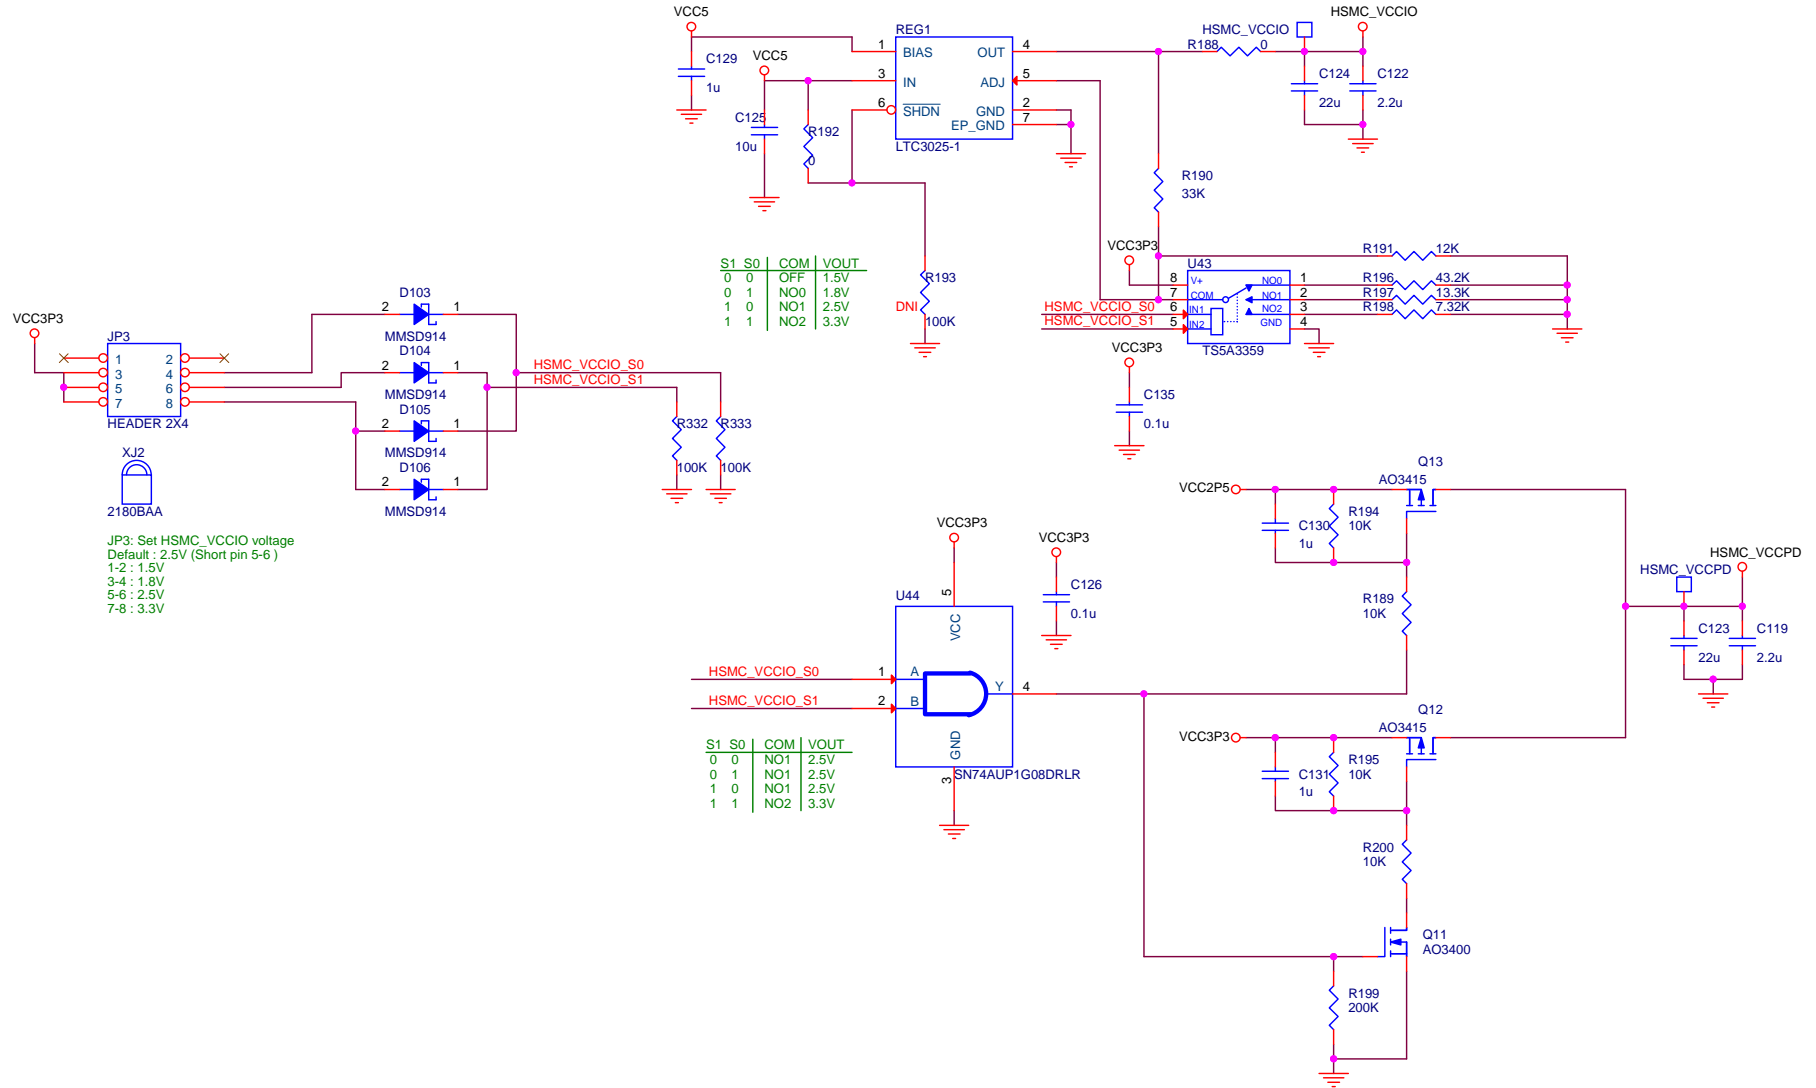 VCC5
C129
1u
VCC5
C125
10u
R192
0
REG1
1 BIAS OUT 4
3 IN ADJ 5
6 SHDN GND 2
EP_GND 7
LTC3025-1
HSMC_VCCIO
HSMC_VCCIO
R188 0
C124
22u
C122
2.2u
R190
33K
VCC3P3
U43
8 V+ NO0 1
7 COM NO1 2
6 IN1 NO2 3
5 IN2 GND 4
TS5A3359
HSMC_VCCIO_S0
HSMC_VCCIO_S1
R191 12K
R196 43.2K
R197 13.3K
R198 7.32K
VCC3P3
C135
0.1u
R193
DNI
100K
S1 S0 COM VOUT
0 0 OFF 1.5V
0 1 NO0 1.8V
1 0 NO1 2.5V
1 1 NO2 3.3V
VCC3P3
JP3
1 2
3 4
5 6
7 8
HEADER 2X4
XJ2
2180BAA
D103
2 1
MMSD914
D104
2 1
MMSD914
D105
2 1
MMSD914
D106
2 1
MMSD914
HSMC_VCCIO_S0
HSMC_VCCIO_S1
R332
100K
R333
100K
JP3: Set HSMC_VCCIO voltage
Default : 2.5V (Short pin 5-6 )
1-2 : 1.5V
3-4 : 1.8V
5-6 : 2.5V
7-8 : 3.3V
VCC3P3
5
VCC
U44
HSMC_VCCIO_S0 1 A
HSMC_VCCIO_S1 2 B
Y 4
GND
3
SN74AUP1G08DRLR
VCC3P3
C126
0.1u
S1 S0 COM VOUT
0 0 NO1 2.5V
0 1 NO1 2.5V
1 0 NO1 2.5V
1 1 NO2 3.3V
Q13
AO3415
VCC2P5
C130
1u
R194
10K
R189
10K
HSMC_VCCPD
HSMC_VCCPD
C123
22u
C119
2.2u
Q12
AO3415
VCC3P3
C131
1u
R195
10K
R200
10K
Q11
AO3400
R199
200K